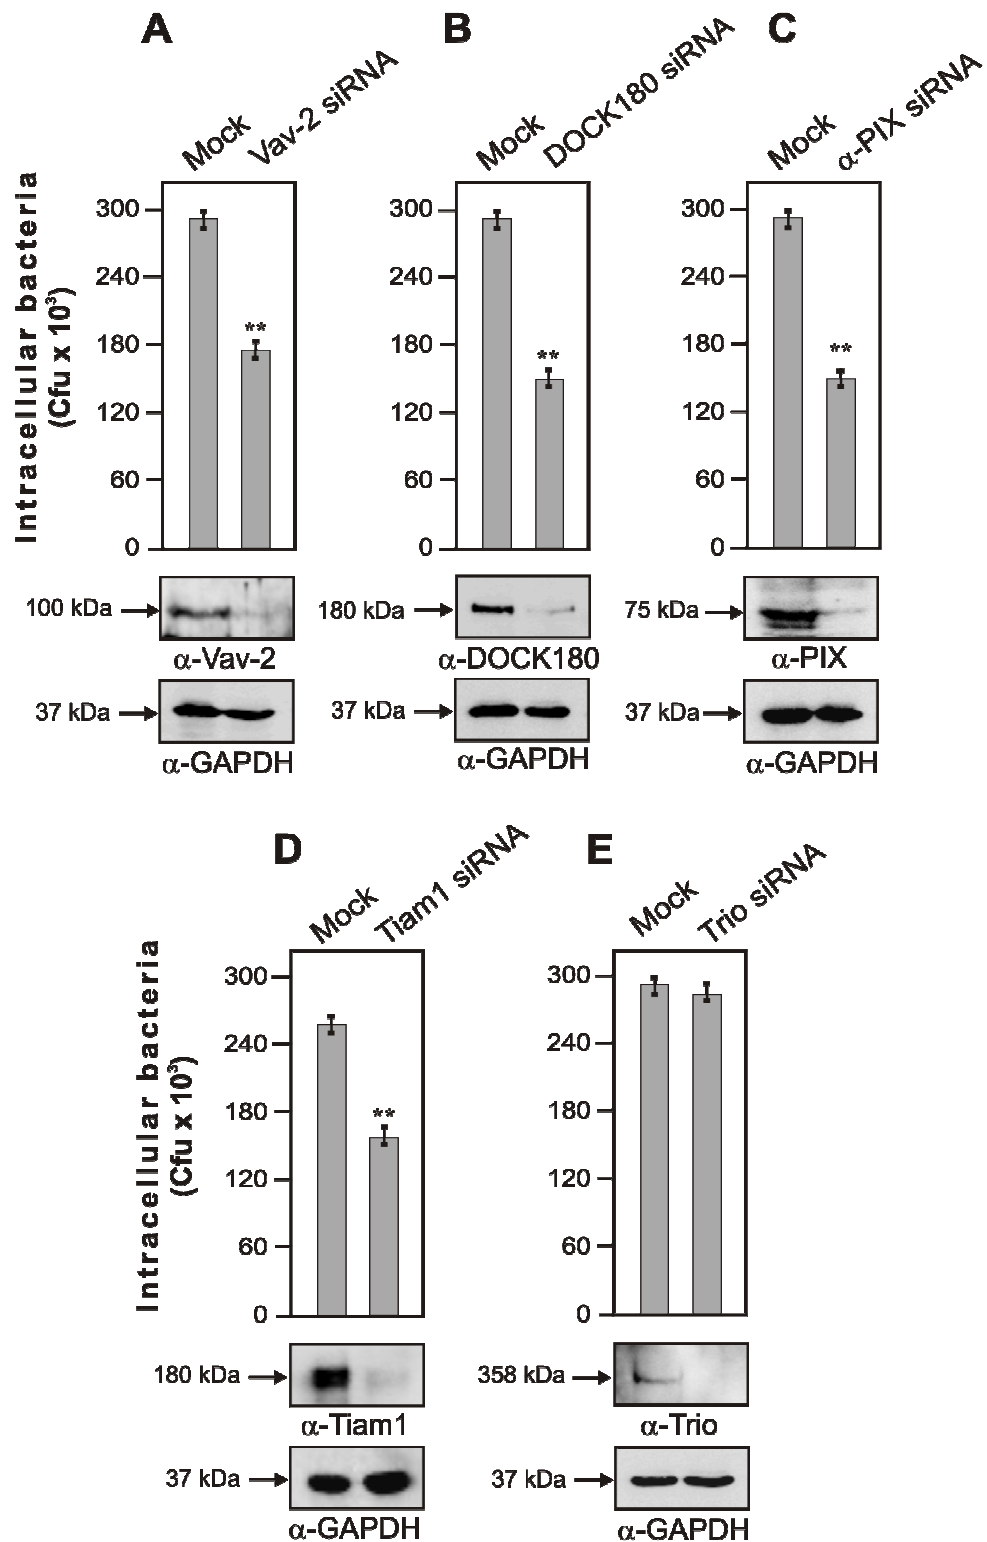 A B C
Mock Vav-2 siRNA Mock DOCK180 siRNA Mock α-PIX siRNA
Intracellular bacteria
(Cfu x 10³)
300 300 300
240 240 240
180 ** 180 ** 180 **
120 120 120
60 60 60
0 0 0
100 kDa 180 kDa 75 kDa
α-Vav-2 α-DOCK180 α-PIX
37 kDa 37 kDa 37 kDa
α-GAPDH α-GAPDH α-GAPDH
D E
Mock Tiam1 siRNA Mock Trio siRNA
Intracellular bacteria
(Cfu x 10³)
300 300
240 240
180 ** 180
120 120
60 60
0 0
180 kDa 358 kDa
α-Tiam1 α-Trio
37 kDa 37 kDa
α-GAPDH α-GAPDH